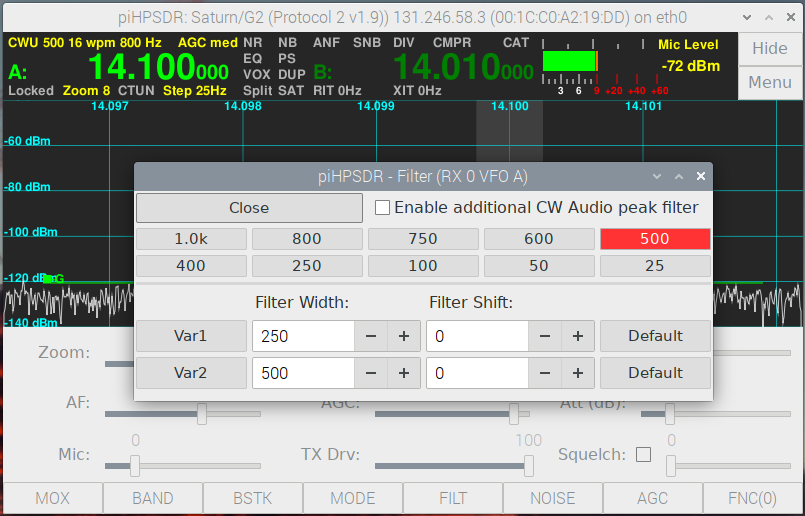 piHPSDR: Saturn/G2 (Protocol 2 v1.9)) 131.246.58.3 (00:1C:C0:A2:19:DD) on eth0
CWU 500 16 wpm 800 Hz AGC med NR NB ANF SNB DIV CMPR CAT
Mic Level
Hide
EQ PS
A: 14.100000 B: 14.010000
VOX DUP
-72 dBm
Menu
Locked Zoom 8 CTUN Step 25Hz Split SAT RIT 0Hz XIT 0Hz
3 6 9 +20 +40 +60
14.097 14.098 14.099 14.100 14.101
-60 dBm
-80 dBm
-100 dBm
-120 dBm
-140 dBm
piHPSDR - Filter (RX 0 VFO A)
Close Enable additional CW Audio peak filter
1.0k 800 750 600 500
400 250 100 50 25
Filter Width: Filter Shift:
Var1 250 − + 0 − + Default
Var2 500 − + 0 − + Default
Zoom:
AF: AGC: Att (dB):
0 100 0
Mic: TX Drv: Squelch:
MOX BAND BSTK MODE FILT NOISE AGC FNC(0)